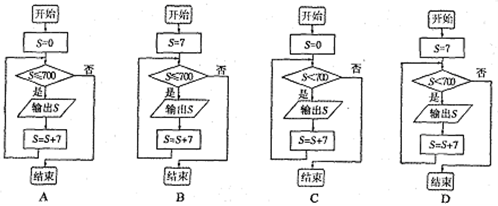 开始
S=0
S≤700
否
是
输出S
S=S+7
结束
A
开始
S=7
S≤700
否
是
输出S
S=S+7
结束
B
开始
S=0
S<700
否
是
输出S
S=S+7
结束
C
开始
S=7
S<700
否
是
输出S
S=S+7
结束
D